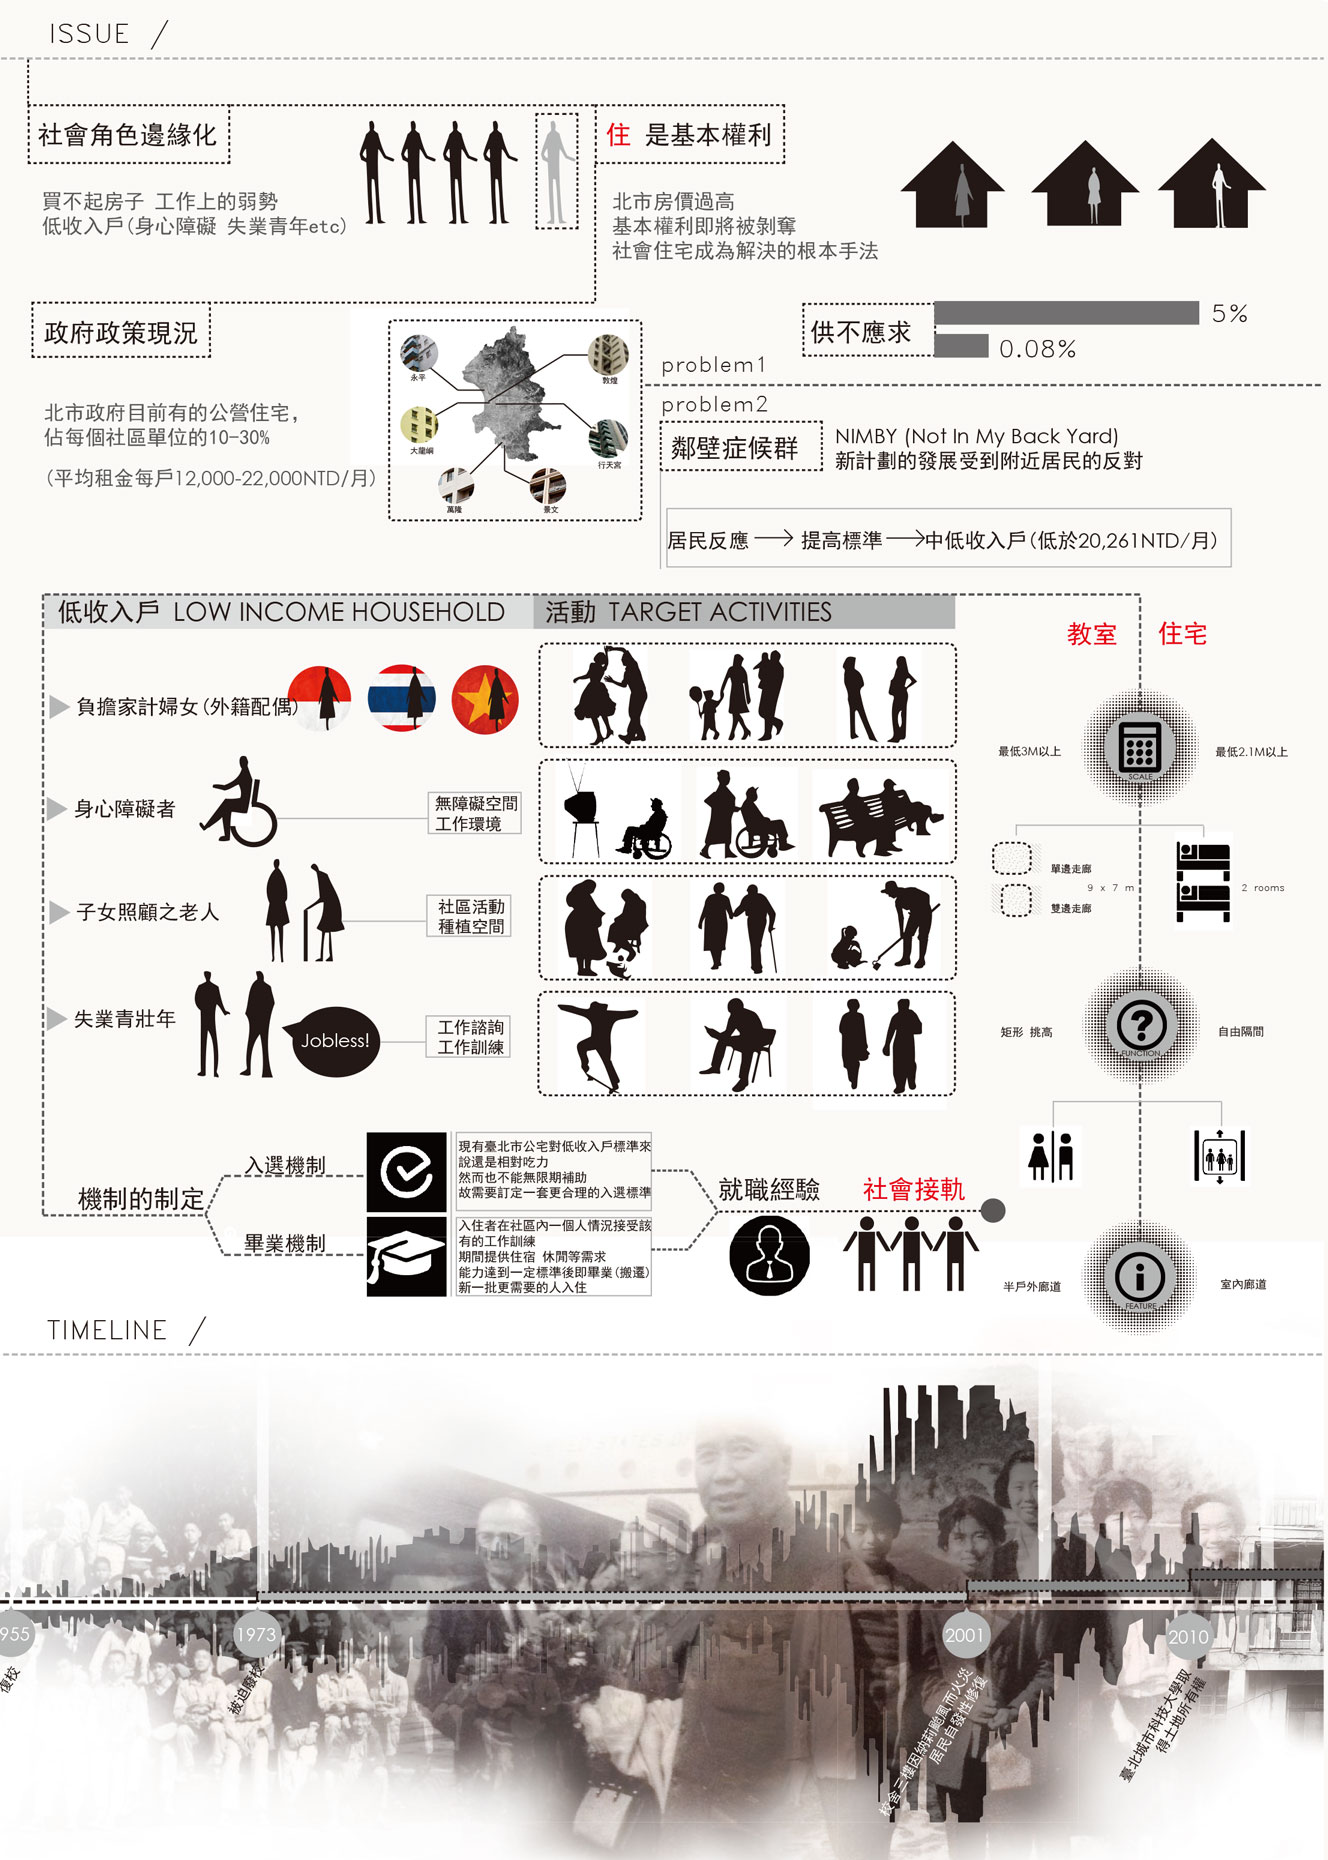 ISSUE /
社會角色邊緣化
買不起房子 工作上的弱勢
低收入戶(身心障礙 失業青年etc)
住 是基本權利
北市房價過高
基本權利即將被剝奪
社會住宅成為解決的根本手法
政府政策現況
北市政府目前有的公營住宅，
佔每個社區單位的10-30%
(平均租金每戶12,000-22,000NTD/月)
永平
敦煌
大龍峒
行天宮
萬隆
景文
供不應求
5%
0.08%
problem1
problem2
鄰壁症候群
NIMBY (Not In My Back Yard)
新計劃的發展受到附近居民的反對
居民反應 → 提高標準 → 中低收入戶(低於20,261NTD/月)
低收入戶 LOW INCOME HOUSEHOLD
活動 TARGET ACTIVITIES
負擔家計婦女(外籍配偶)
身心障礙者
無障礙空間
工作環境
子女照顧之老人
社區活動
種植空間
失業青壯年
Jobless!
工作諮詢
工作訓練
教室
住宅
最低3M以上
SCALE
最低2.1M以上
單邊走廊
9 x 7 m
雙邊走廊
2 rooms
矩形 挑高
FUNCTION
自由隔間
半戶外廊道
FEATURE
室內廊道
機制的制定
入選機制
現有臺北市公宅對低收入戶標準來
說還是相對吃力
然而也不能無限期補助
故需要訂定一套更合理的入選標準
畢業機制
入住者在社區內一個人情況接受該
有的工作訓練
期間提供住宿 休閒等需求
能力達到一定標準後即畢業(搬遷)
新一批更需要的人入住
就職經驗
社會接軌
TIMELINE /
955
復校
1973
被迫廢校
2001
校舍三樓因納莉颱風而火災
居民自發性修復
2010
臺北城市科技大學取
得土地所有權